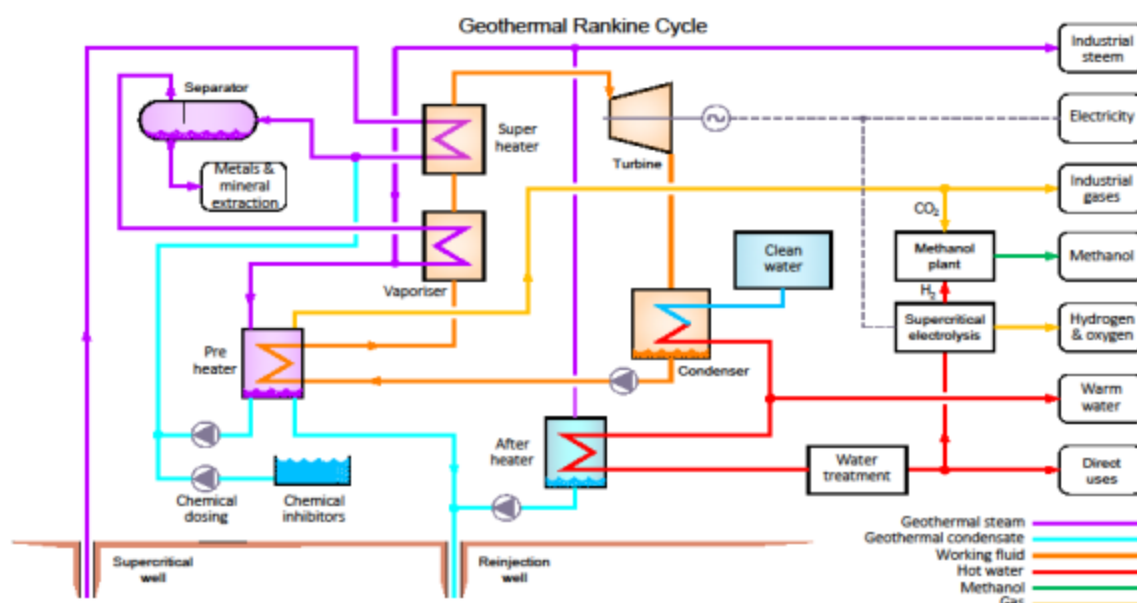 Geothermal Rankine Cycle
Industrial
steem
Separator
Super
heater
Electricity
Turbine
Metals &
mineral
extraction
Industrial
gases
CO₂
Clean
water
Methanol
plant
Methanol
Vaporiser
H₂
Supercritical
electrolysis
Hydrogen
& oxygen
Pre
heater
Condenser
Warm
water
After
heater
Water
treatment
Direct
uses
Chemical
dosing
Chemical
inhibitors
Geothermal steam
Geothermal condensate
Working fluid
Hot water
Methanol
Gas
Supercritical
well
Reinjection
well